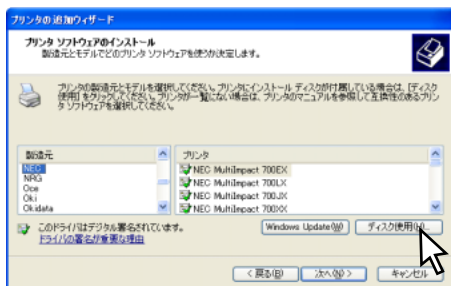 プリンタの追加ウィザード
プリンタ ソフトウェアのインストール
製造元とモデルでどのプリンタ ソフトウェアを使うか決定します。
プリンタの製造元とモデルを選択してください。プリンタにインストール ディスクが付属している場合は、[ディスク
使用] をクリックしてください。プリンタが一覧にない場合は、プリンタのマニュアルを参照して互換性のあるプリン
タ ソフトウェアを選択してください。
製造元
プリンタ
NEC
NRG
Oce
Oki
Okidata
NEC MultiImpact 700EX
NEC MultiImpact 700LX
NEC MultiImpact 700JX
NEC MultiImpact 700XX
このドライバはデジタル署名されています。
ドライバの署名が重要な理由
Windows Update(W)
ディスク使用(H)...
< 戻る(B)
次へ(N) >
キャンセル